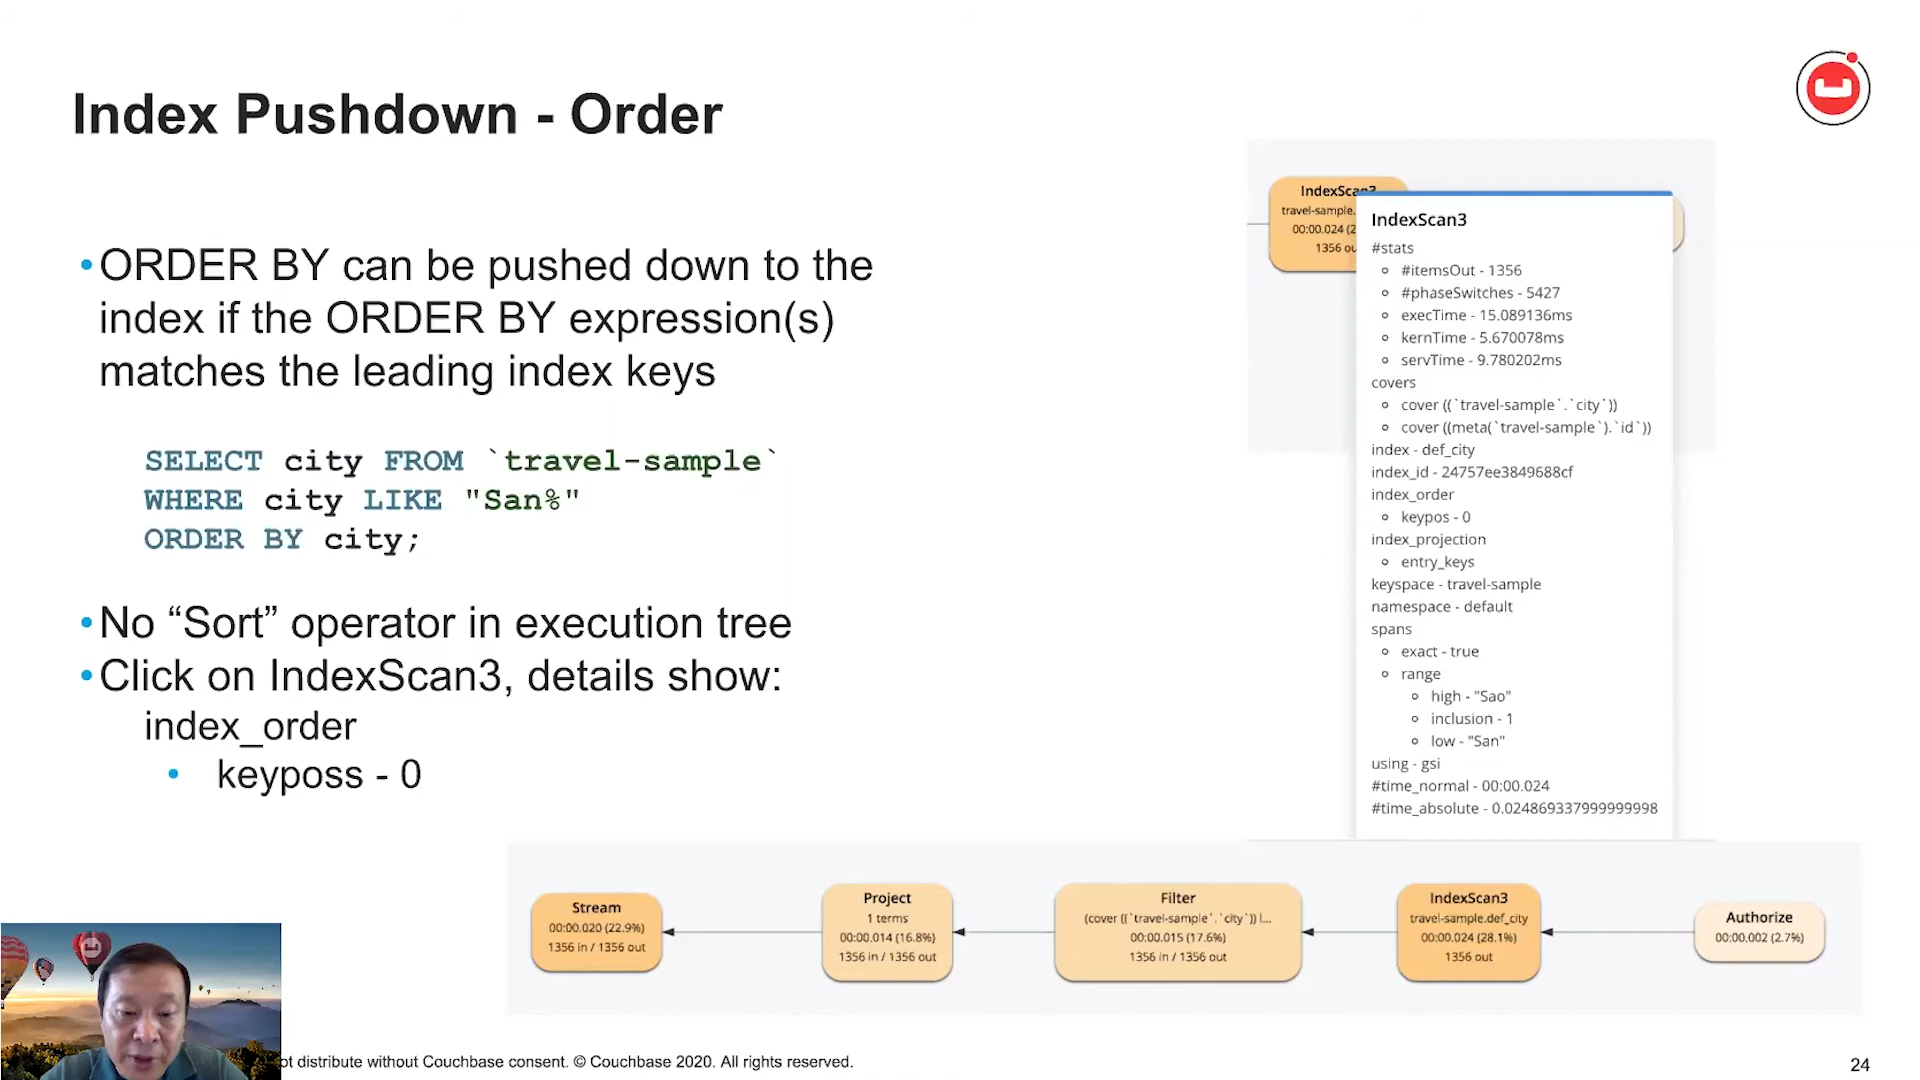 Index Pushdown - Order
•ORDER BY can be pushed down to the
index if the ORDER BY expression(s)
matches the leading index keys
SELECT city FROM `travel-sample`
WHERE city LIKE "San%"
ORDER BY city;
•No “Sort” operator in execution tree
•Click on IndexScan3, details show:
index_order
• keyposs - 0
IndexScan3
travel-sample.
00:00.024 (2
1356 ou
IndexScan3
#stats
#itemsOut - 1356
#phaseSwitches - 5427
execTime - 15.089136ms
kernTime - 5.670078ms
servTime - 9.780202ms
covers
cover ((`travel-sample`.`city`))
cover ((meta(`travel-sample`).`id`))
index - def_city
index_id - 24757ee3849688cf
index_order
keypos - 0
index_projection
entry_keys
keyspace - travel-sample
namespace - default
spans
exact - true
range
high - "Sao"
inclusion - 1
low - "San"
using - gsi
#time_normal - 00:00.024
#time_absolute - 0.024869337999999998
Stream
00:00.020 (22.9%)
1356 in / 1356 out
Project
1 terms
00:00.014 (16.8%)
1356 in / 1356 out
Filter
(cover ((`travel-sample`.`city`)) l...
00:00.015 (17.6%)
1356 in / 1356 out
IndexScan3
travel-sample.def_city
00:00.024 (28.1%)
1356 out
Authorize
00:00.002 (2.7%)
ot distribute without Couchbase consent. © Couchbase 2020. All rights reserved.
24